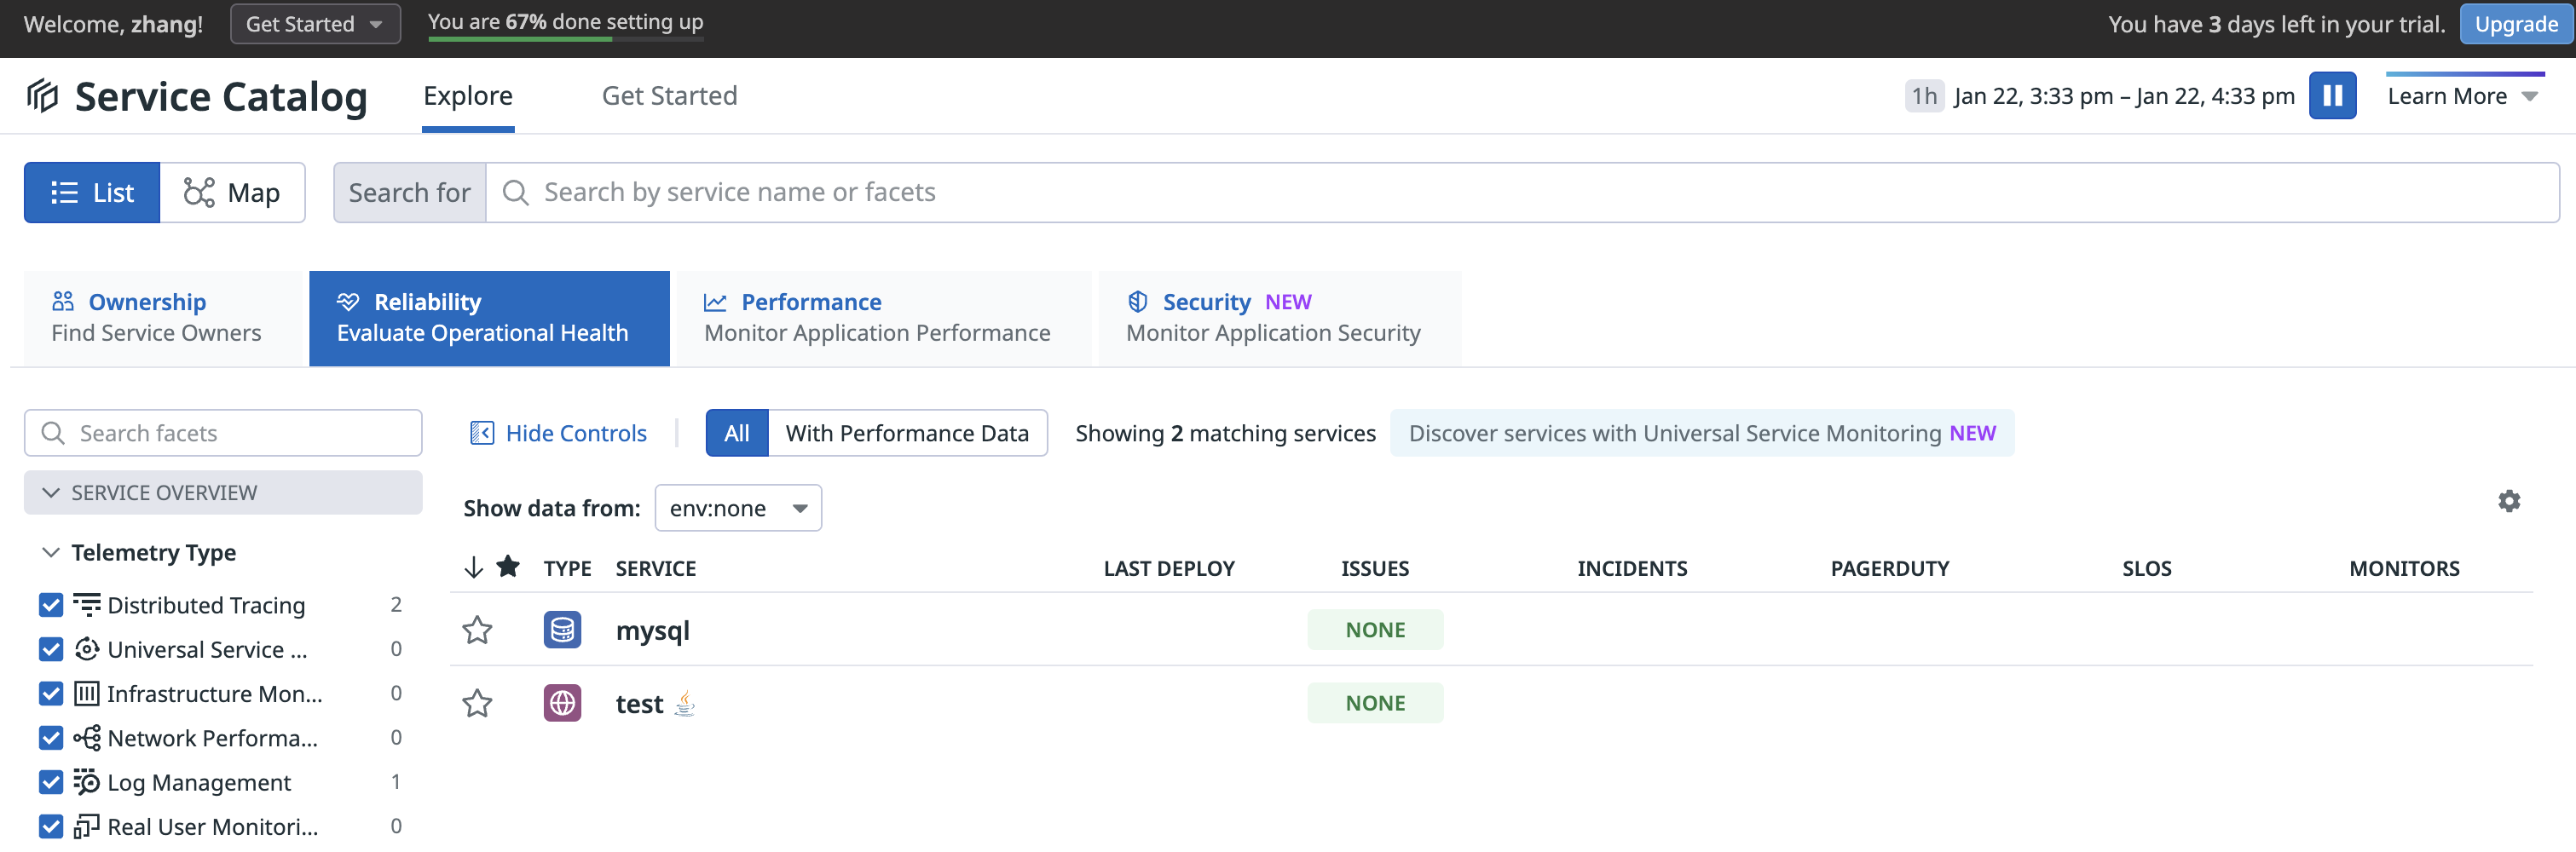 Welcome, zhang! Get Started You are 67% done setting up You have 3 days left in your trial. Upgrade
Service Catalog Explore Get Started 1h Jan 22, 3:33 pm – Jan 22, 4:33 pm Learn More
List Map Search for Search by service name or facets
Ownership Reliability Performance Security NEW
Find Service Owners Evaluate Operational Health Monitor Application Performance Monitor Application Security
Search facets Hide Controls All With Performance Data Showing 2 matching services Discover services with Universal Service Monitoring NEW
SERVICE OVERVIEW
Show data from: env:none
Telemetry Type
TYPE SERVICE LAST DEPLOY ISSUES INCIDENTS PAGERDUTY SLOS MONITORS
Distributed Tracing 2
mysql NONE
Universal Service ... 0
Infrastructure Mon... 0
test NONE
Network Performa... 0
Log Management 1
Real User Monitori... 0